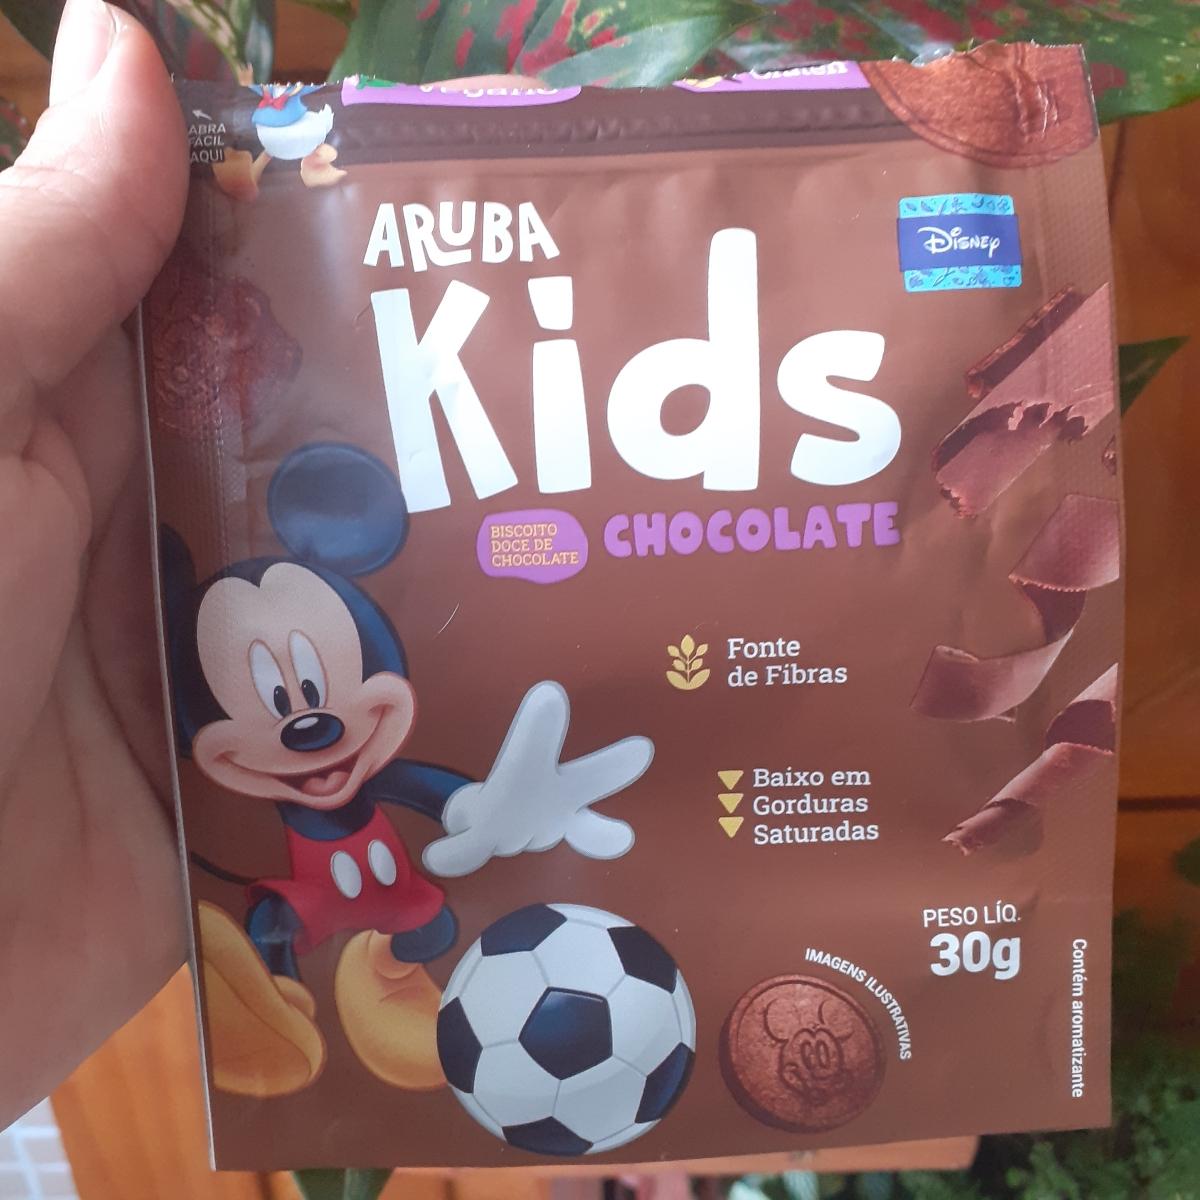 ABRA
FÁCIL
AQUI
ARUBA
Kids
DISNEY
BISCOITO
DOCE DE
CHOCOLATE
CHOCOLATE
Fonte
de Fibras
Baixo em
Gorduras
Saturadas
PESO LÍQ.
30g
IMAGENS ILUSTRATIVAS
Contém aromatizante